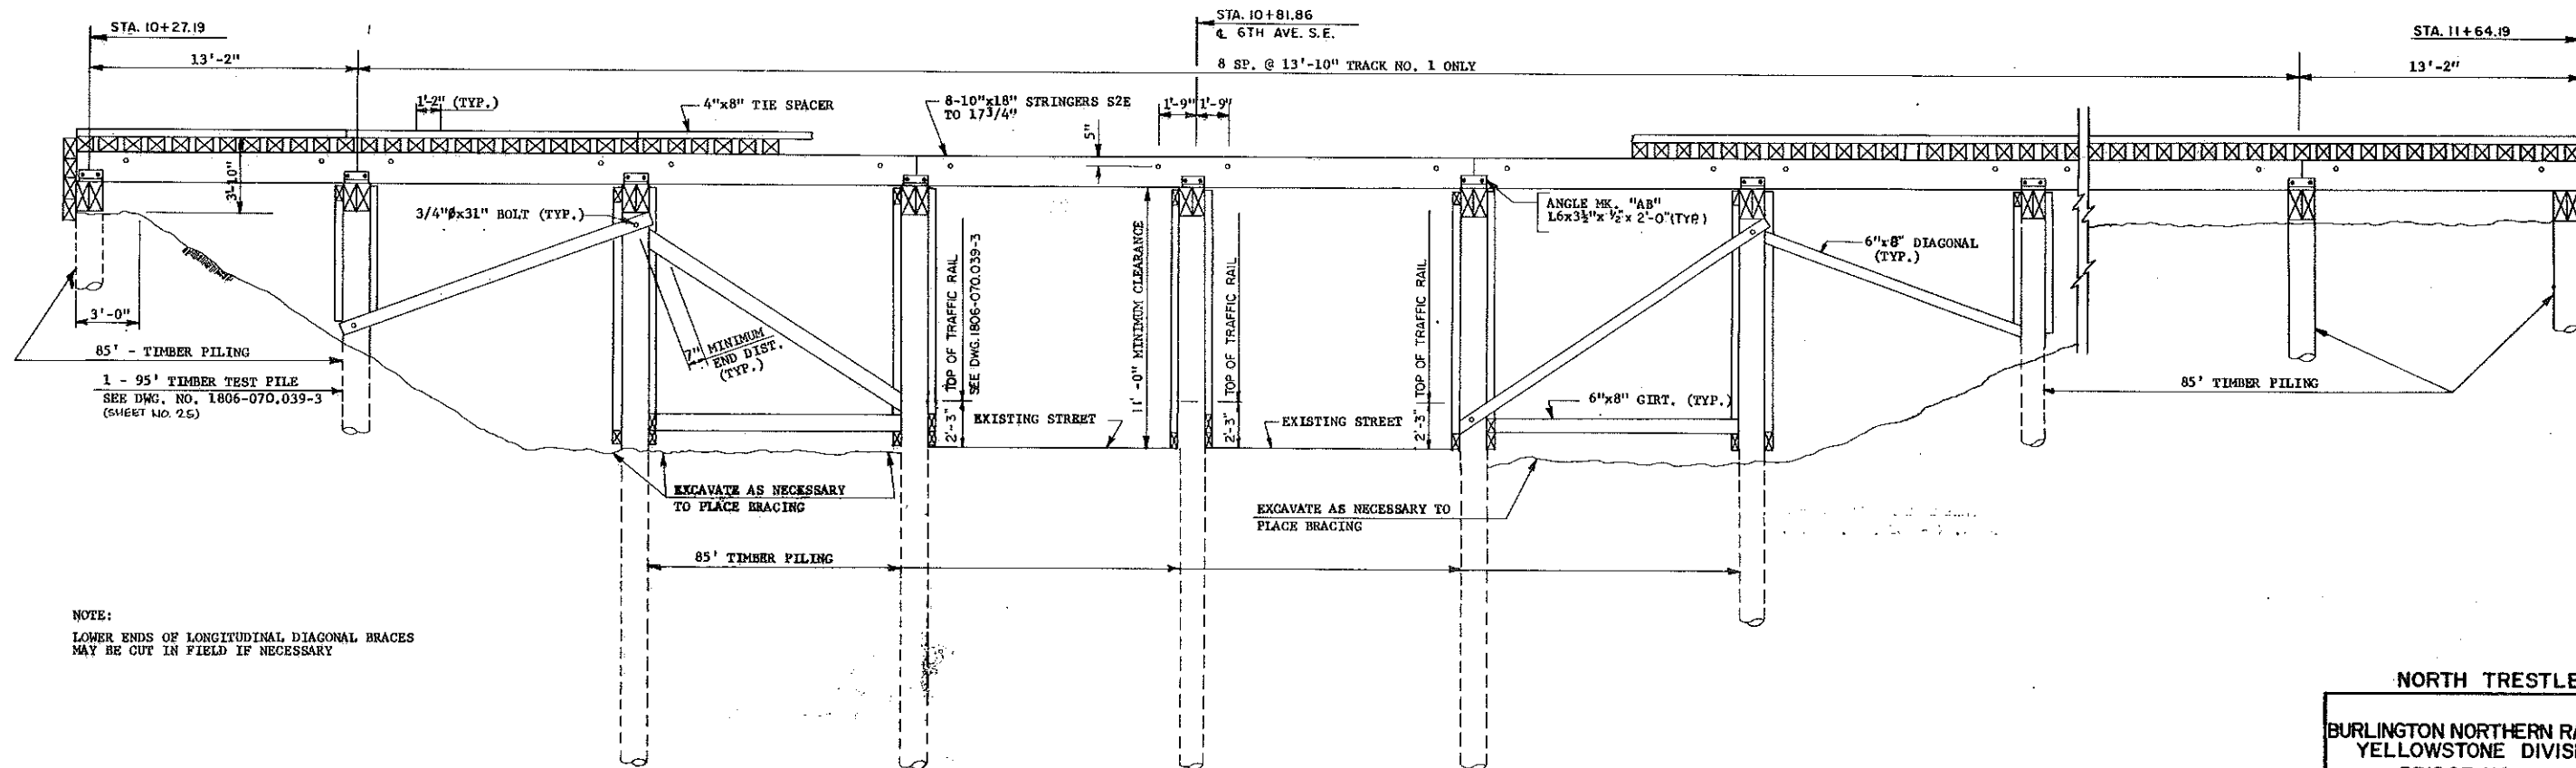 STA. 10+27.19
STA. 10+81.86
℄ 6TH AVE. S.E.
STA. 11+64.19
13'-2"
8 SP. @ 13'-10" TRACK NO. 1 ONLY
13'-2"
1'-2" (TYP.)
4"x8" TIE SPACER
8-10"x18" STRINGERS S2E
TO 17 3/4"
1'-9" 1'-9"
5"
3'-10"
3/4"øx31" BOLT (TYP.)
ANGLE MK. "AB"
L6x3½"x ½"x 2'-0"(TYP.)
6"x8" DIAGONAL
(TYP.)
3'-0"
85' - TIMBER PILING
1 - 95' TIMBER TEST PILE
SEE DWG. NO. 1806-070.039-3
(SHEET NO. 25)
7" MINIMUM
END DIST.
(TYP.)
2'-3" TOP OF TRAFFIC RAIL
SEE DWG. 1806-070.039-3
11'-0" MINIMUM CLEARANCE
2'-3" TOP OF TRAFFIC RAIL
2'-3" TOP OF TRAFFIC RAIL
EXISTING STREET
EXISTING STREET
6"x8" GIRT. (TYP.)
85' TIMBER PILING
EXCAVATE AS NECESSARY
TO PLACE BRACING
EXCAVATE AS NECESSARY TO
PLACE BRACING
85' TIMBER PILING
NOTE:
LOWER ENDS OF LONGITUDINAL DIAGONAL BRACES
MAY BE CUT IN FIELD IF NECESSARY
NORTH TRESTLE
BURLINGTON NORTHERN RA
YELLOWSTONE DIVIS